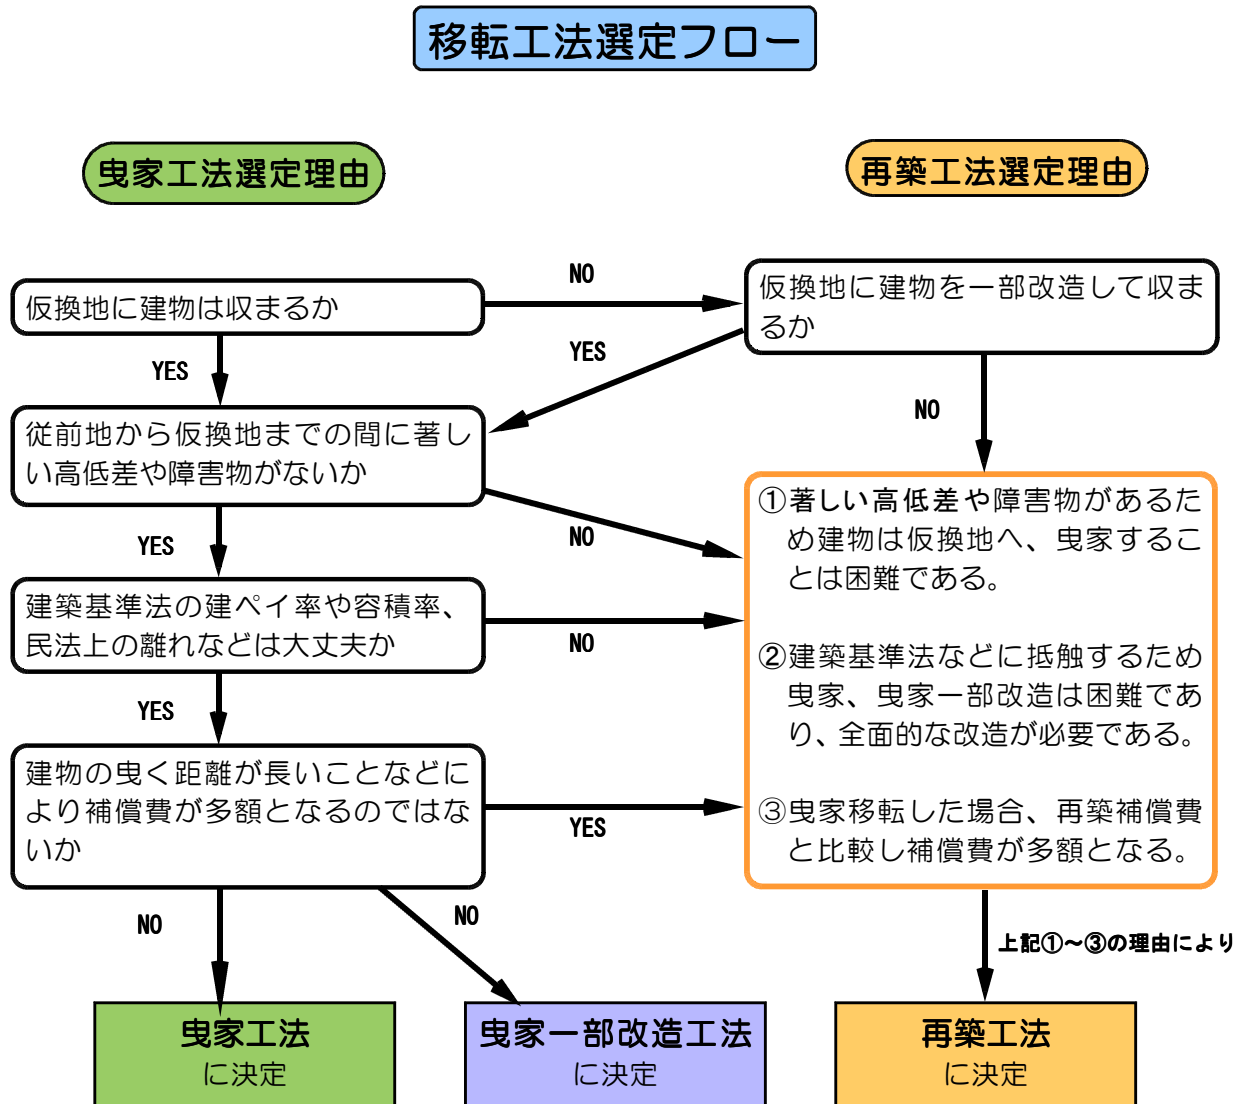 移転工法選定フロー
曳家工法選定理由
再築工法選定理由
仮換地に建物は収まるか
NO
仮換地に建物を一部改造して収ま
るか
YES
YES
NO
従前地から仮換地までの間に著し
い高低差や障害物がないか
NO
YES
①著しい高低差や障害物があるた
め建物は仮換地へ、曳家するこ
とは困難である。
建築基準法の建ペイ率や容積率、
民法上の離れなどは大丈夫か
NO
YES
②建築基準法などに抵触するため
曳家、曳家一部改造は困難であ
り、全面的な改造が必要である。
建物の曳く距離が長いことなどに
より補償費が多額となるのではな
いか
YES
③曳家移転した場合、再築補償費
と比較し補償費が多額となる。
NO
NO
上記①～③の理由により
曳家工法
に決定
曳家一部改造工法
に決定
再築工法
に決定